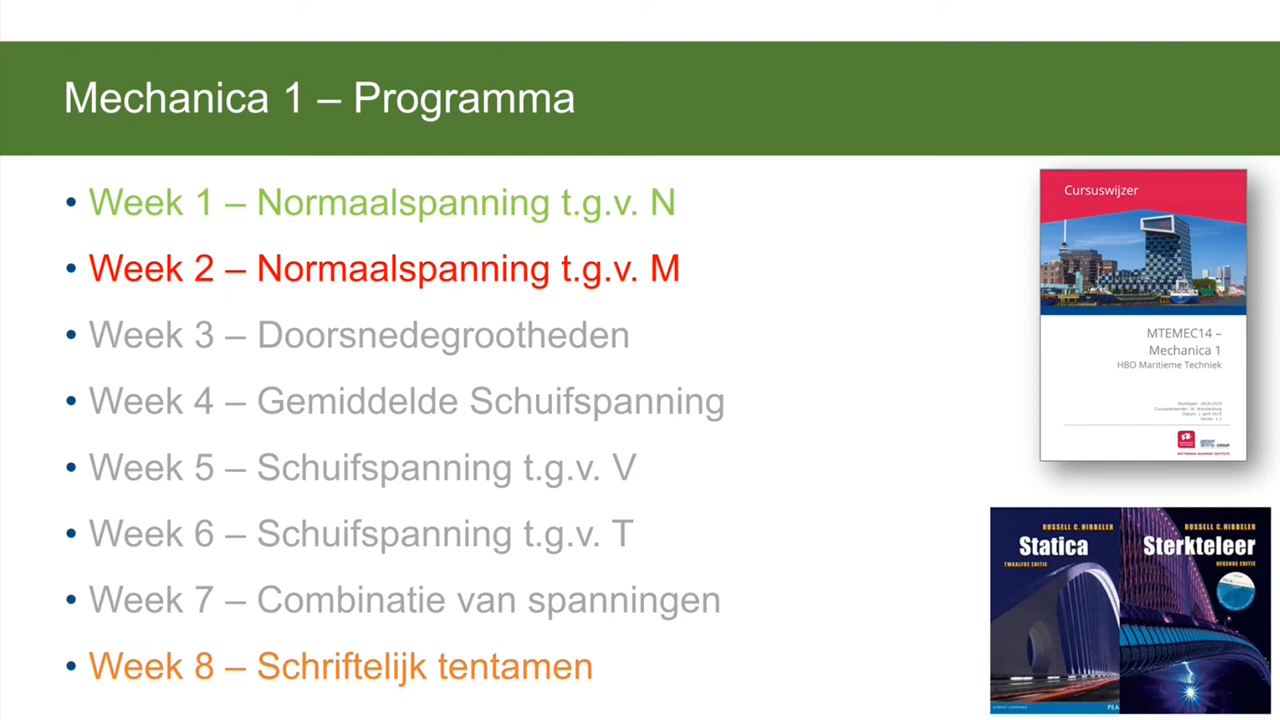 Mechanica 1 – Programma
• Week 1 – Normaalspanning t.g.v. N
• Week 2 – Normaalspanning t.g.v. M
• Week 3 – Doorsnedegrootheden
• Week 4 – Gemiddelde Schuifspanning
• Week 5 – Schuifspanning t.g.v. V
• Week 6 – Schuifspanning t.g.v. T
• Week 7 – Combinatie van spanningen
• Week 8 – Schriftelijk tentamen
Cursuswijzer
MTEMEC14 –
Mechanica 1
HBO Maritieme Techniek
RUSSELL C. HIBBELER
Statica
TWAALFDE EDITIE
RUSSELL C. HIBBELER
Sterkteleer
NEGENDE EDITIE